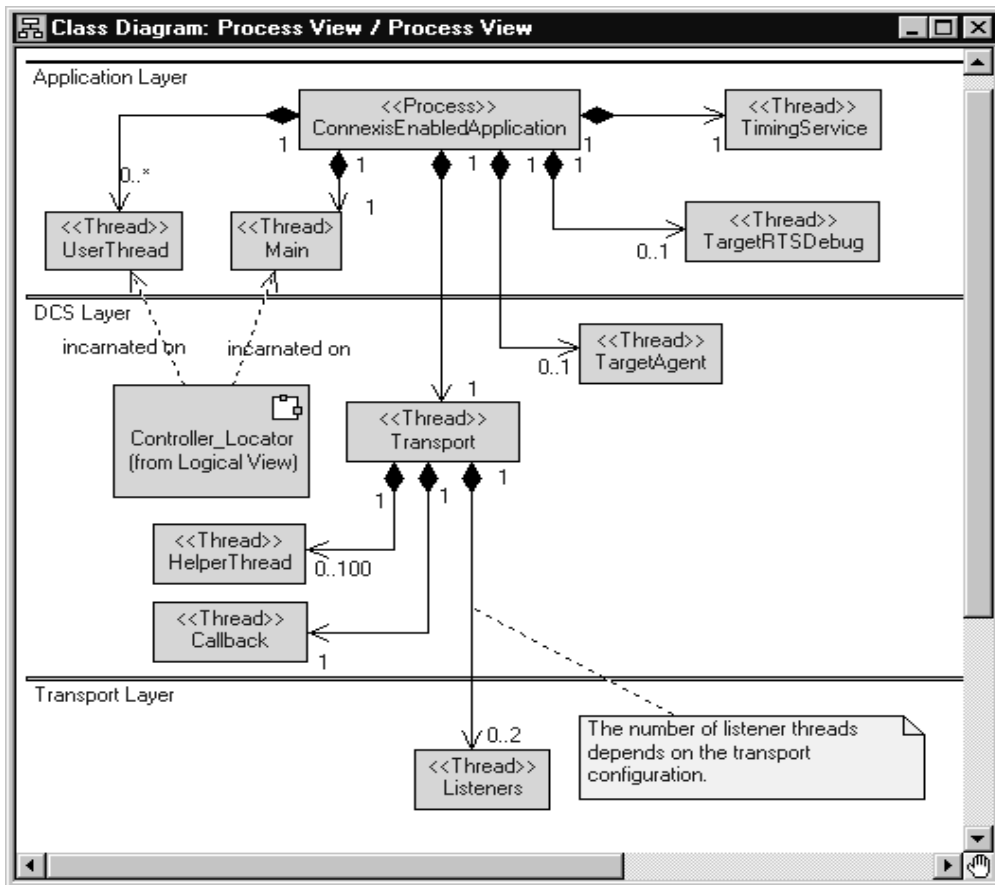 Class Diagram: Process View / Process View
Application Layer
<<Process>>
ConnexisEnabledApplication
<<Thread>>
TimingService
1
1
1
1
1
1
1
1
0..*
1
<<Thread>>
UserThread
<<Thread>
Main
<<Thread>>
TargetRTSDebug
0..1
DCS Layer
incarnated on
incarnated on
<<Thread>>
TargetAgent
0..1
1
Controller_Locator
(from Logical View)
<<Thread>>
Transport
1
1
1
<<Thread>>
HelperThread
0..100
<<Thread>>
Callback
1
Transport Layer
0..2
The number of listener threads
depends on the transport
configuration.
<<Thread>>
Listeners